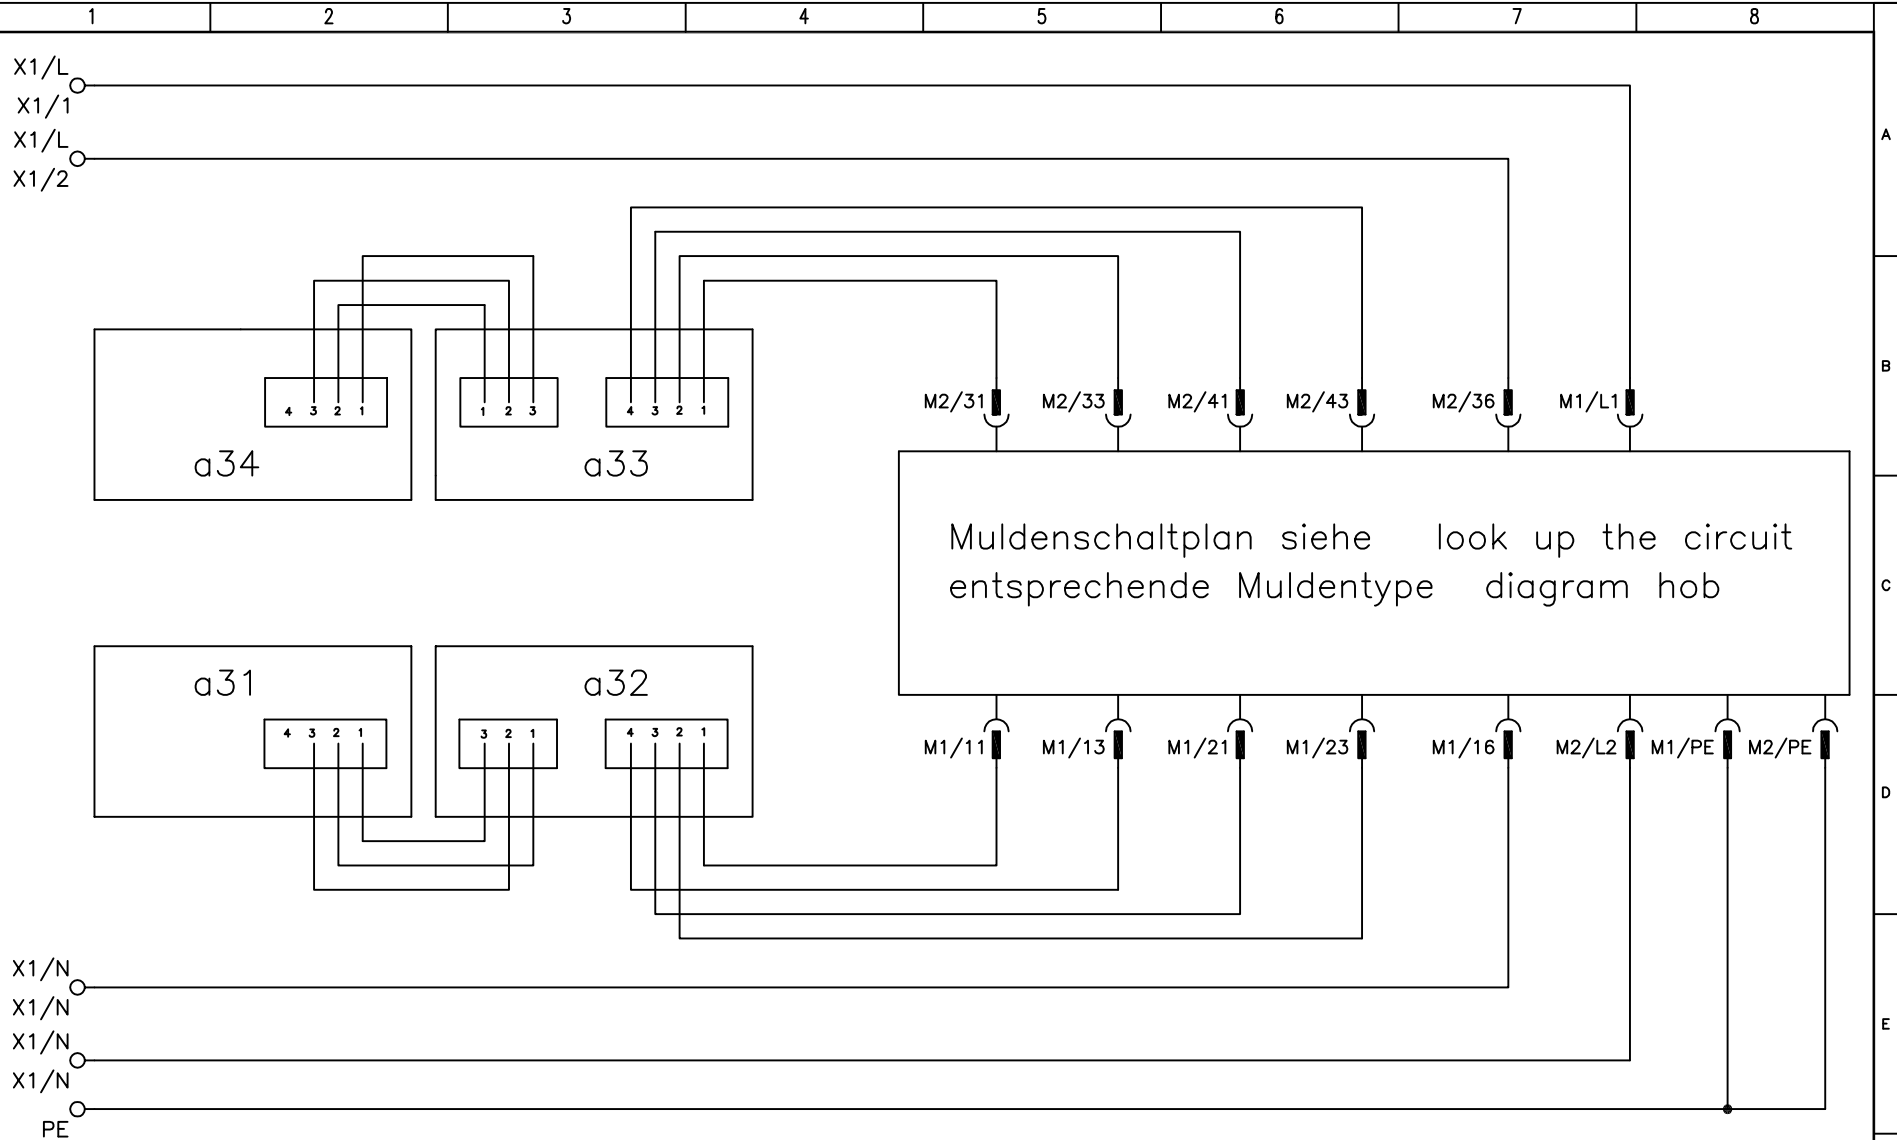 1 2 3 4 5 6 7 8
X1/L
X1/1
A
X1/L
X1/2
B
M2/31 M2/33 M2/41 M2/43 M2/36 M1/L1
4 3 2 1 1 2 3 4 3 2 1
a34 a33
Muldenschaltplan siehe look up the circuit
entsprechende Muldentype diagram hob
C
a31 a32
4 3 2 1 3 2 1 4 3 2 1
M1/11 M1/13 M1/21 M1/23 M1/16 M2/L2 M1/PE M2/PE
D
X1/N
X1/N
E
X1/N
X1/N
PE